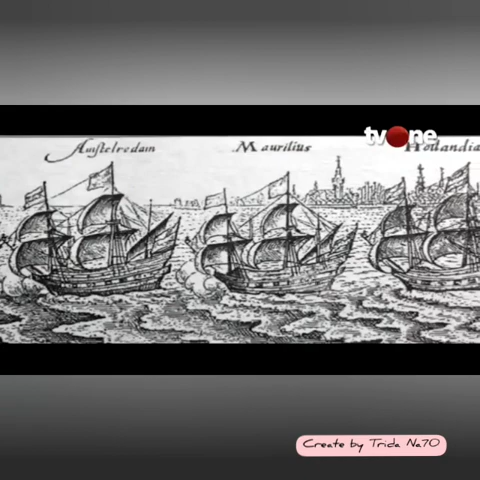 Amstelredam
Mauritius
Hollandia
tvOne
Create by Trida Na70